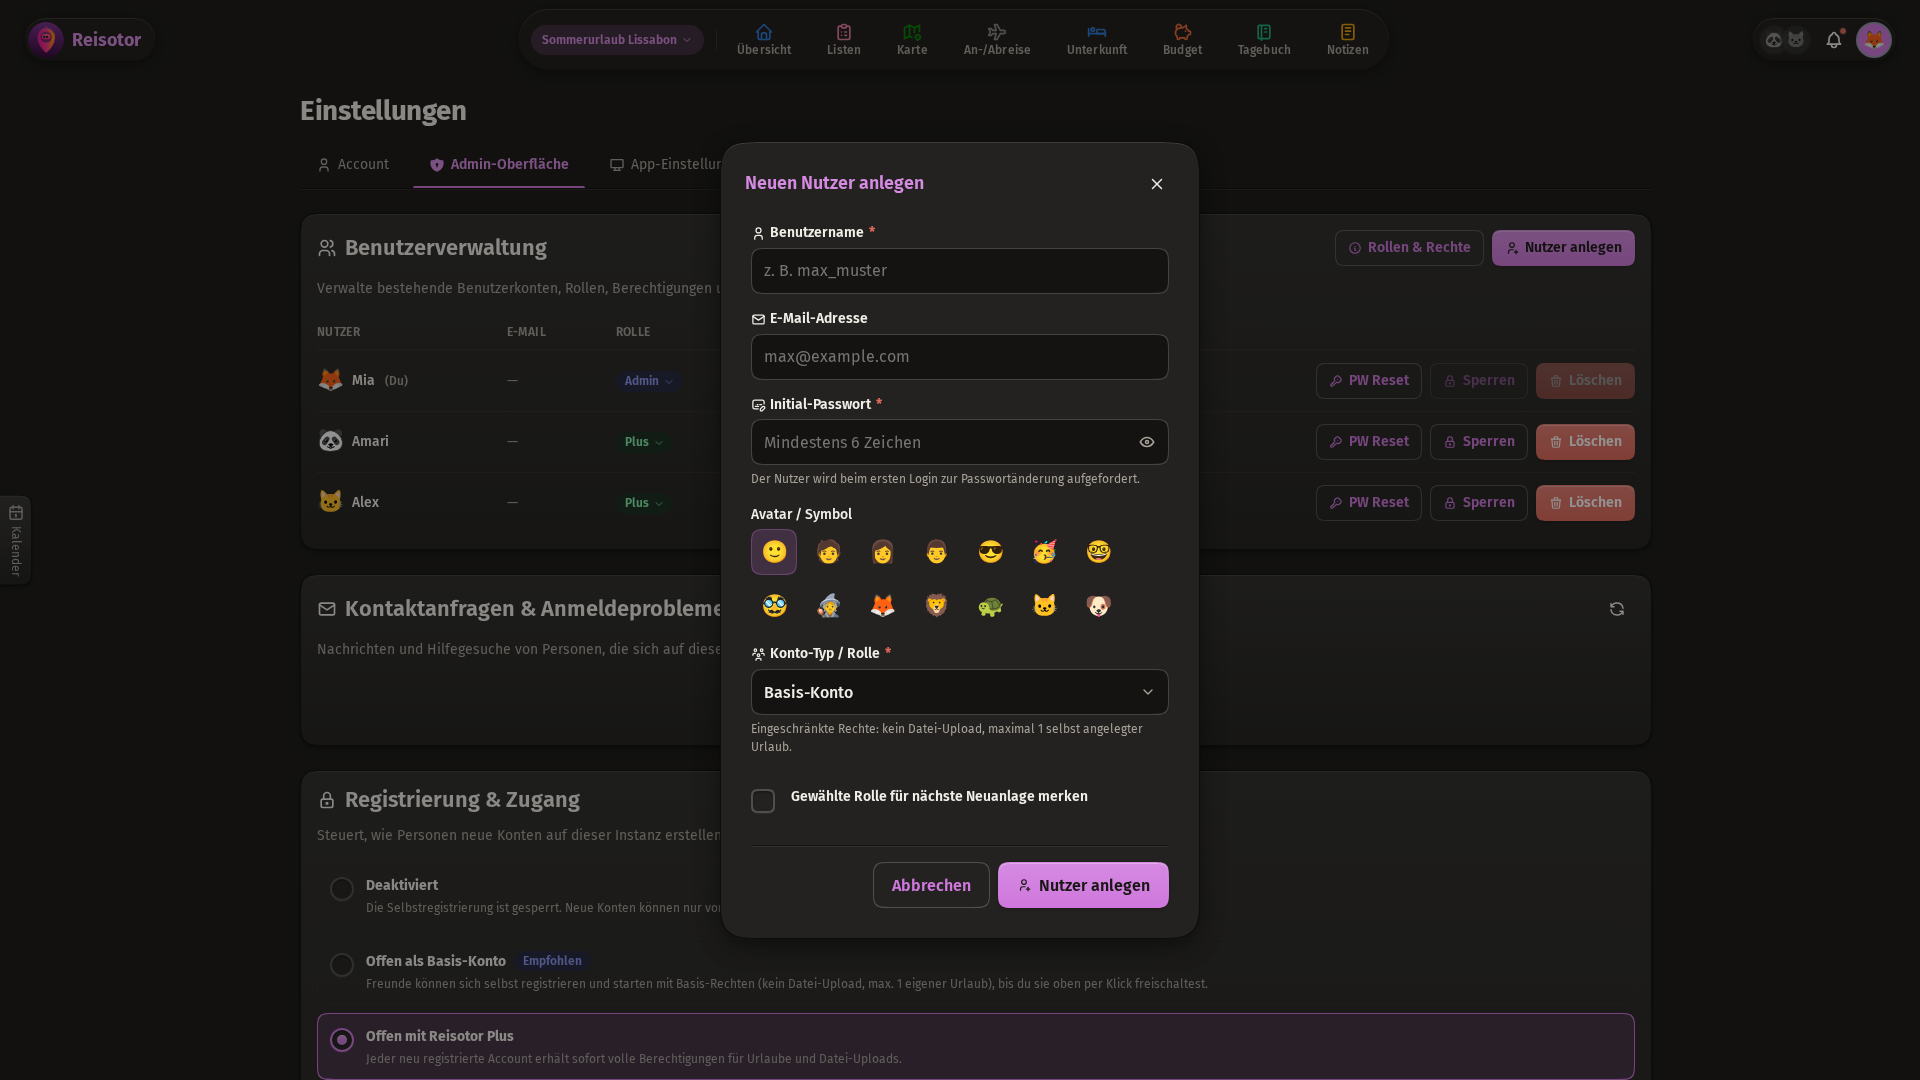 Reisotor
Sommerurlaub Lissabon
Übersicht
Listen
Karte
An-/Abreise
Unterkunft
Budget
Tagebuch
Notizen
Einstellungen
Account
Admin-Oberfläche
App-Einstellun
Benutzerverwaltung
Rollen & Rechte
Nutzer anlegen
Verwalte bestehende Benutzerkonten, Rollen, Berechtigungen u
NUTZER
E-MAIL
ROLLE
Mia (Du)
—
Admin
PW Reset
Sperren
Löschen
Amari
—
Plus
PW Reset
Sperren
Löschen
Alex
—
Plus
PW Reset
Sperren
Löschen
Kalender
Kontaktanfragen & Anmeldeprobleme
Nachrichten und Hilfegesuche von Personen, die sich auf diese
Registrierung & Zugang
Steuert, wie Personen neue Konten auf dieser Instanz erstellen
Deaktiviert
Die Selbstregistrierung ist gesperrt. Neue Konten können nur vo
Offen als Basis-Konto
Empfohlen
Freunde können sich selbst registrieren und starten mit Basis-Rechten (kein Datei-Upload, max. 1 eigener Urlaub), bis du sie oben per Klick freischaltest.
Offen mit Reisotor Plus
Jeder neu registrierte Account erhält sofort volle Berechtigungen für Urlaube und Datei-Uploads.
Neuen Nutzer anlegen
Benutzername *
z. B. max_muster
E-Mail-Adresse
max@example.com
Initial-Passwort *
Mindestens 6 Zeichen
Der Nutzer wird beim ersten Login zur Passwortänderung aufgefordert.
Avatar / Symbol
Konto-Typ / Rolle *
Basis-Konto
Eingeschränkte Rechte: kein Datei-Upload, maximal 1 selbst angelegter
Urlaub.
Gewählte Rolle für nächste Neuanlage merken
Abbrechen
Nutzer anlegen